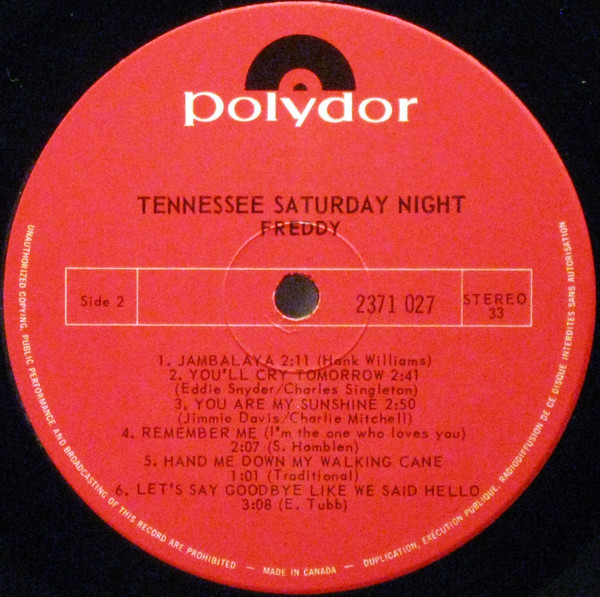 polydor
TENNESSEE SATURDAY NIGHT
FREDDY
Side 2
2371 027
STEREO
33
1. JAMBALAYA 2:11 (Hank Williams)
2. YOU'LL CRY TOMORROW 2:41
(Eddie Snyder/Charles Singleton)
3. YOU ARE MY SUNSHINE 2:50
(Jimmie Davis/Charlie Mitchell)
4. REMEMBER ME (I'm the one who loves you)
2:07 (S. Hamblen)
5. HAND ME DOWN MY WALKING CANE
1:01 (Traditional)
6. LET'S SAY GOODBYE LIKE WE SAID HELLO
3:08 (E. Tubb)
UNAUTHORIZED COPYING, PUBLIC PERFORMANCE AND BROADCASTING OF THIS RECORD ARE PROHIBITED — MADE IN CANADA — DUPLICATION, EXÉCUTION PUBLIQUE, RADIODIFFUSION DE CE DISQUE INTERDITES SANS AUTORISATION